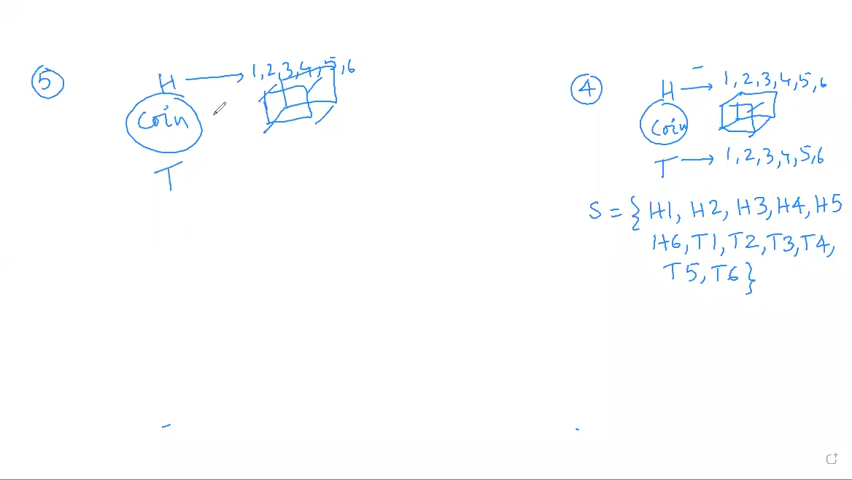 5
H → 1,2,3,4,5,6
Coin
T
4
H → 1,2,3,4,5,6
Coin
T → 1,2,3,4,5,6
S = { H1, H2, H3, H4, H5
H6, T1, T2, T3, T4,
T5, T6 }